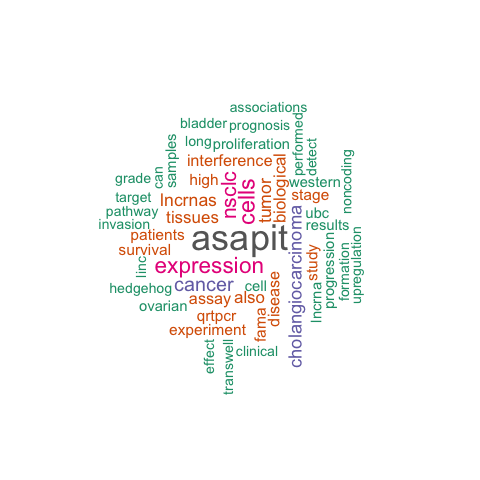 associations
bladder
prognosis
long
proliferation
performed
detect
noncoding
samples
can
interference
biological
tumor
nsclc
cells
high
grade
western
stage
target
lncrnas
pathway
tissues
ubc
invasion
results
patients
asapit
cholangiocarcinoma
survival
study
progression
formation
upregulation
linc
expression
hedgehog
cancer
cell
disease
lncrna
ovarian
assay
also
qrtpcr
fama
experiment
effect
transwell
clinical